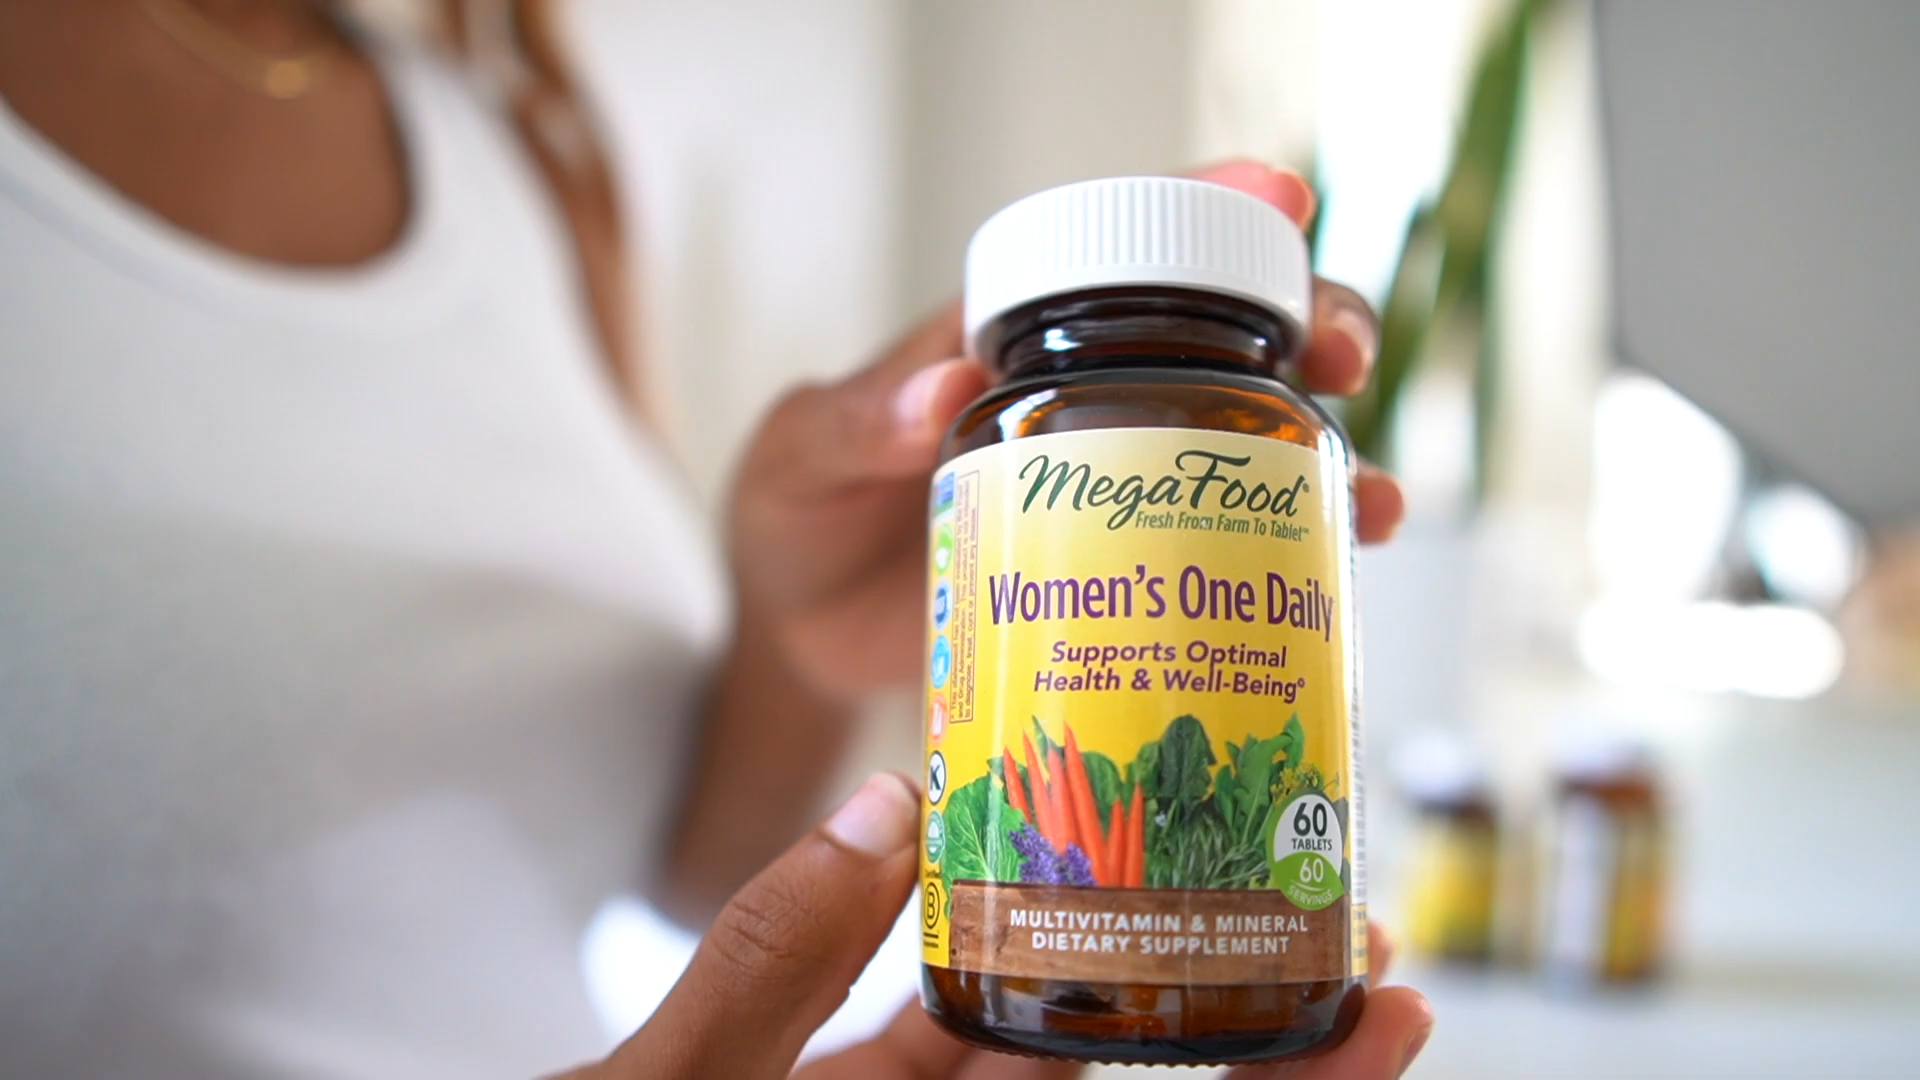 MegaFood®
Fresh From Farm To Tablet™
Women's One Daily
Supports Optimal
Health & Well-Being°
60
TABLETS
60
SERVINGS
MULTIVITAMIN & MINERAL
DIETARY SUPPLEMENT
K
B